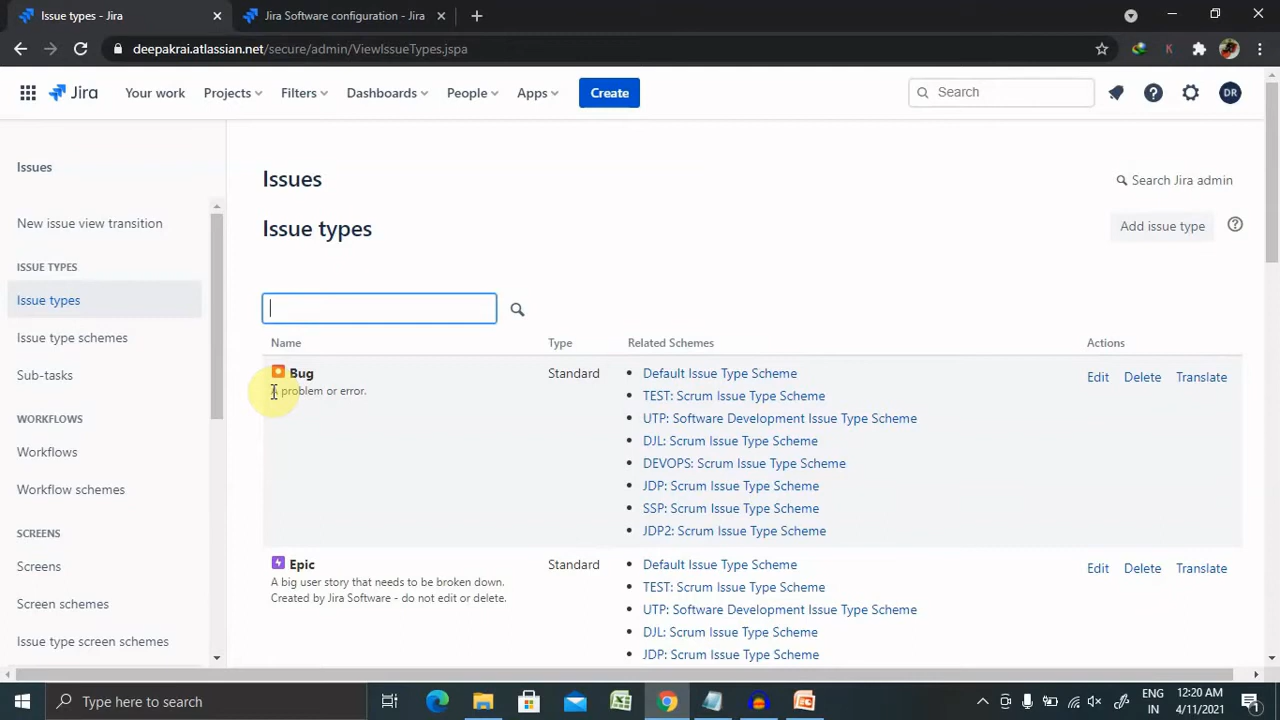 Issue types - Jira
Jira Software configuration - Jira
deepakrai.atlassian.net/secure/admin/ViewIssueTypes.jspa
K
Jira
Your work
Projects
Filters
Dashboards
People
Apps
Create
Search
DR
Issues
New issue view transition
ISSUE TYPES
Issue types
Issue type schemes
Sub-tasks
WORKFLOWS
Workflows
Workflow schemes
SCREENS
Screens
Screen schemes
Issue type screen schemes
Issues
Search Jira admin
Issue types
Add issue type
Name
Type
Related Schemes
Actions
Bug
A problem or error.
Standard
Default Issue Type Scheme
TEST: Scrum Issue Type Scheme
UTP: Software Development Issue Type Scheme
DJL: Scrum Issue Type Scheme
DEVOPS: Scrum Issue Type Scheme
JDP: Scrum Issue Type Scheme
SSP: Scrum Issue Type Scheme
JDP2: Scrum Issue Type Scheme
Edit
Delete
Translate
Epic
A big user story that needs to be broken down.
Created by Jira Software - do not edit or delete.
Standard
Default Issue Type Scheme
TEST: Scrum Issue Type Scheme
UTP: Software Development Issue Type Scheme
DJL: Scrum Issue Type Scheme
JDP: Scrum Issue Type Scheme
Edit
Delete
Translate
Type here to search
ENG
IN
12:20 AM
4/11/2021
1